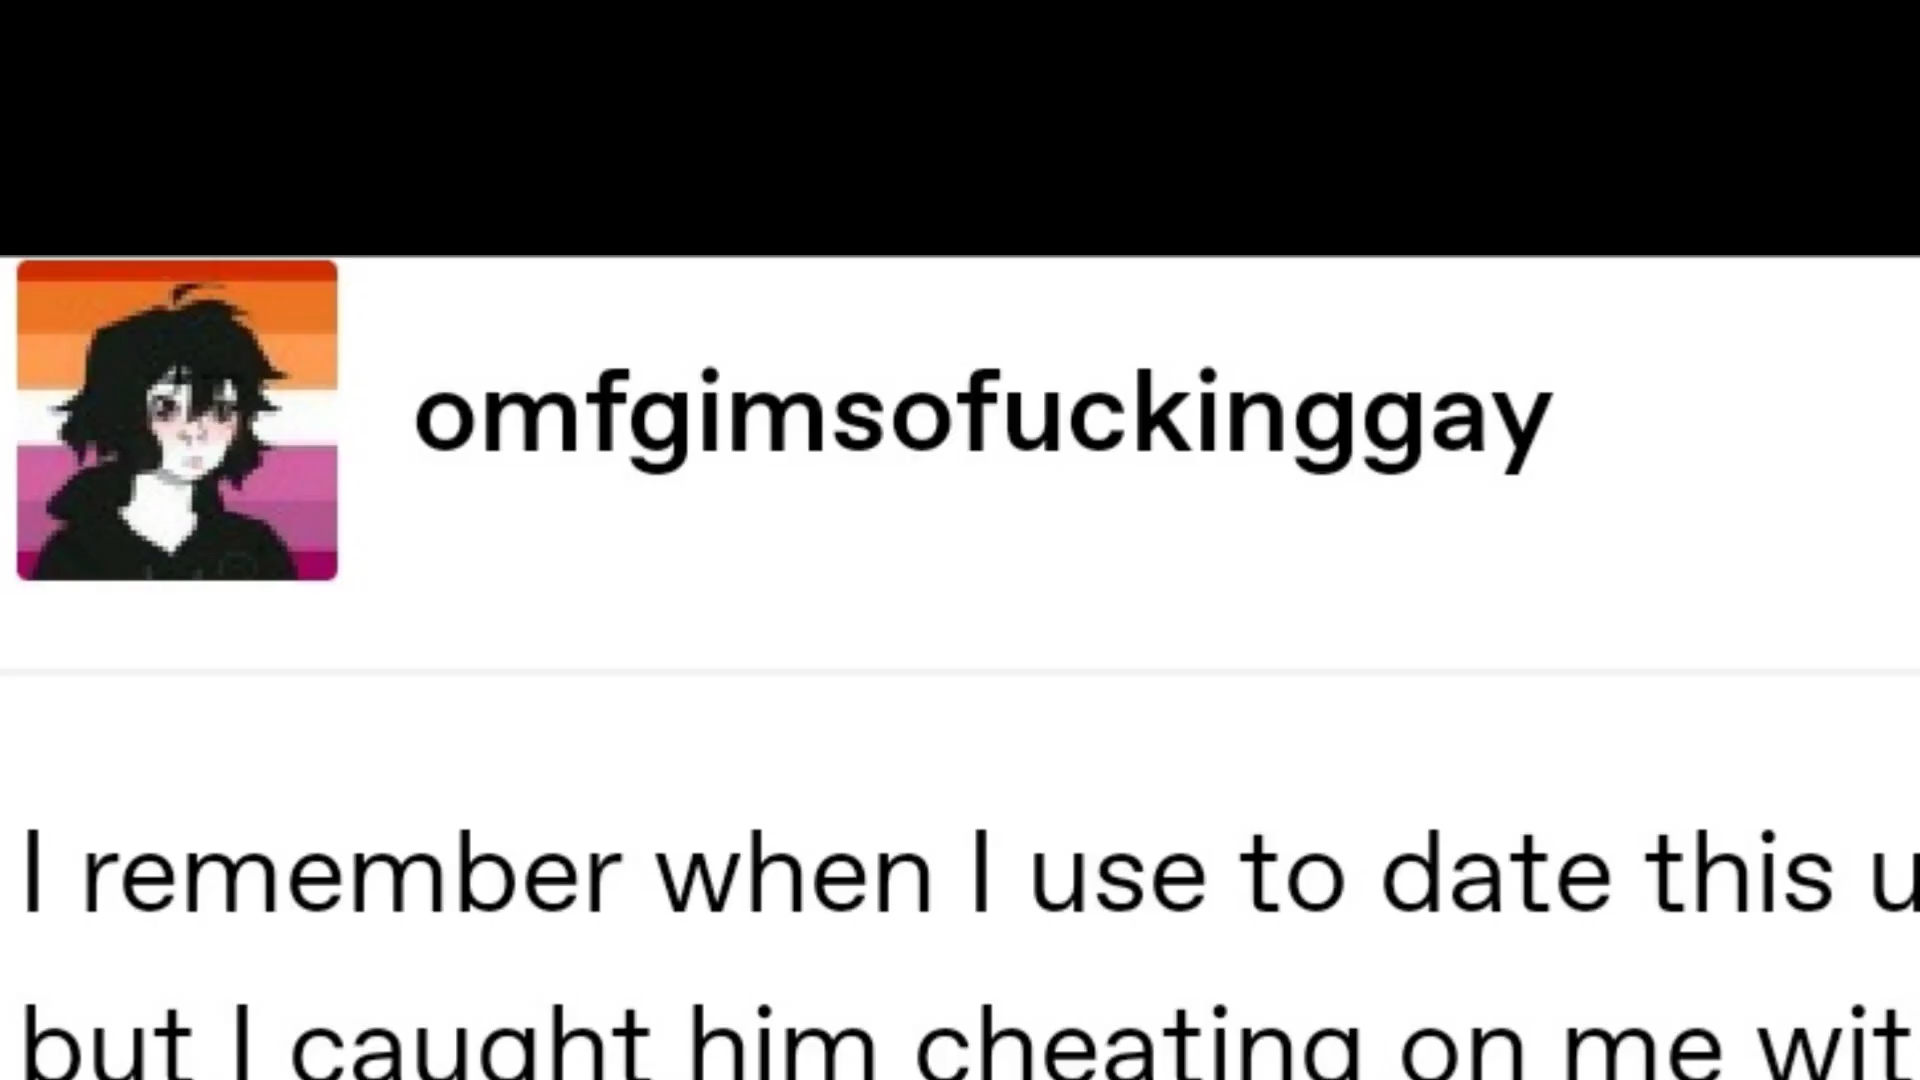 omfgimsofuckinggay
I remember when I use to date this
but I caught him cheating on me